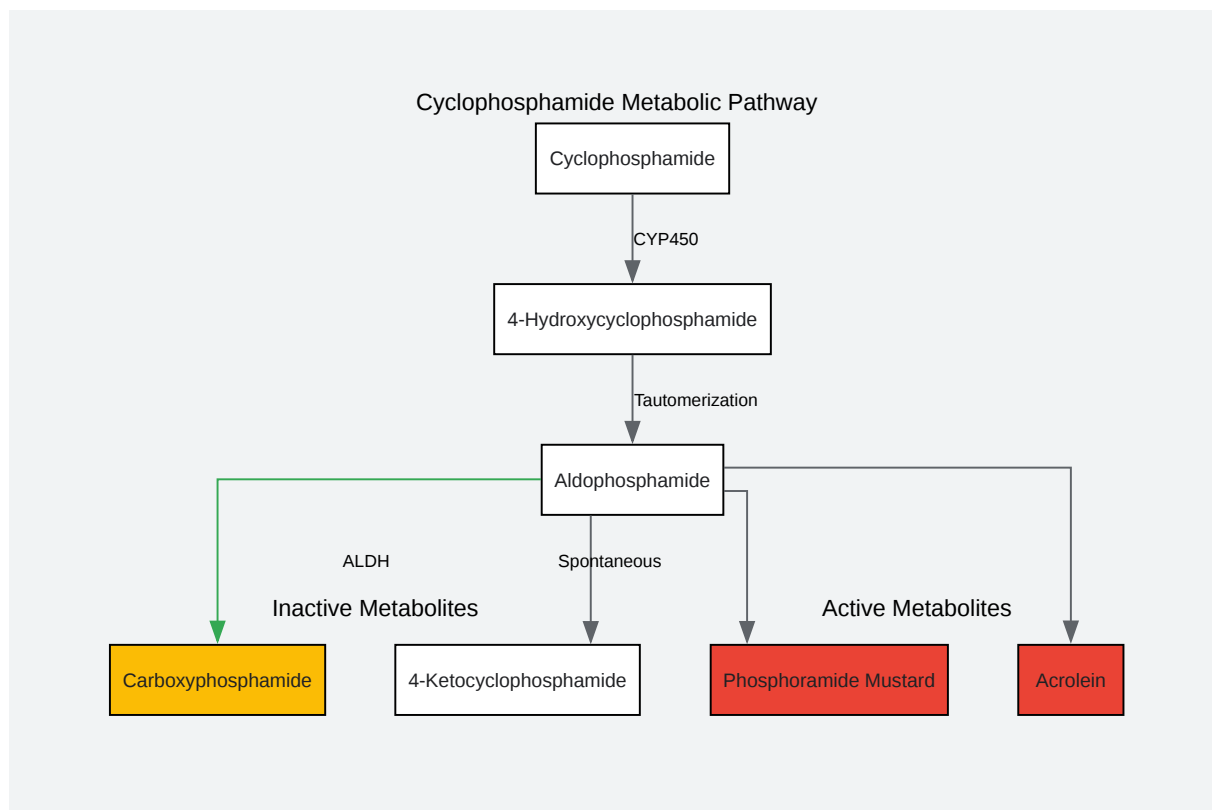 Cyclophosphamide Metabolic Pathway
Cyclophosphamide
CYP450
4-Hydroxycyclophosphamide
Tautomerization
Aldophosphamide
ALDH
Spontaneous
Inactive Metabolites
Active Metabolites
Carboxyphosphamide
4-Ketocyclophosphamide
Phosphoramide Mustard
Acrolein